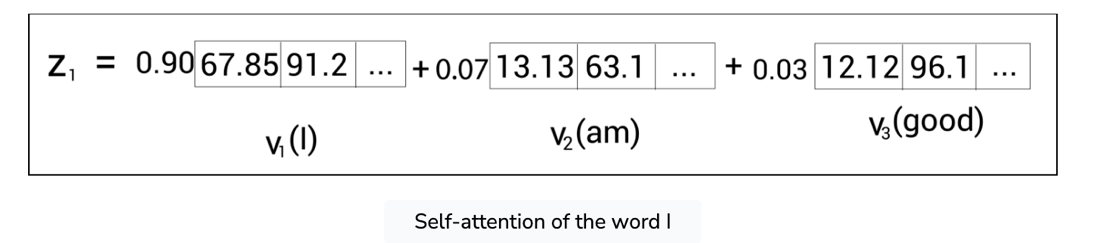 z₁ = 0.90 67.85 91.2 ... + 0.07 13.13 63.1 ... + 0.03 12.12 96.1 ...
v₁(I) v₂(am) v₃(good)
Self-attention of the word I